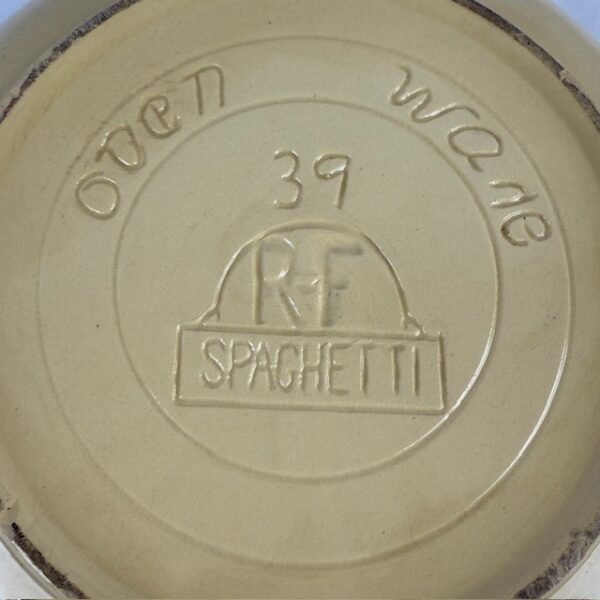 oven ware
39
R-F
SPAGHETTI